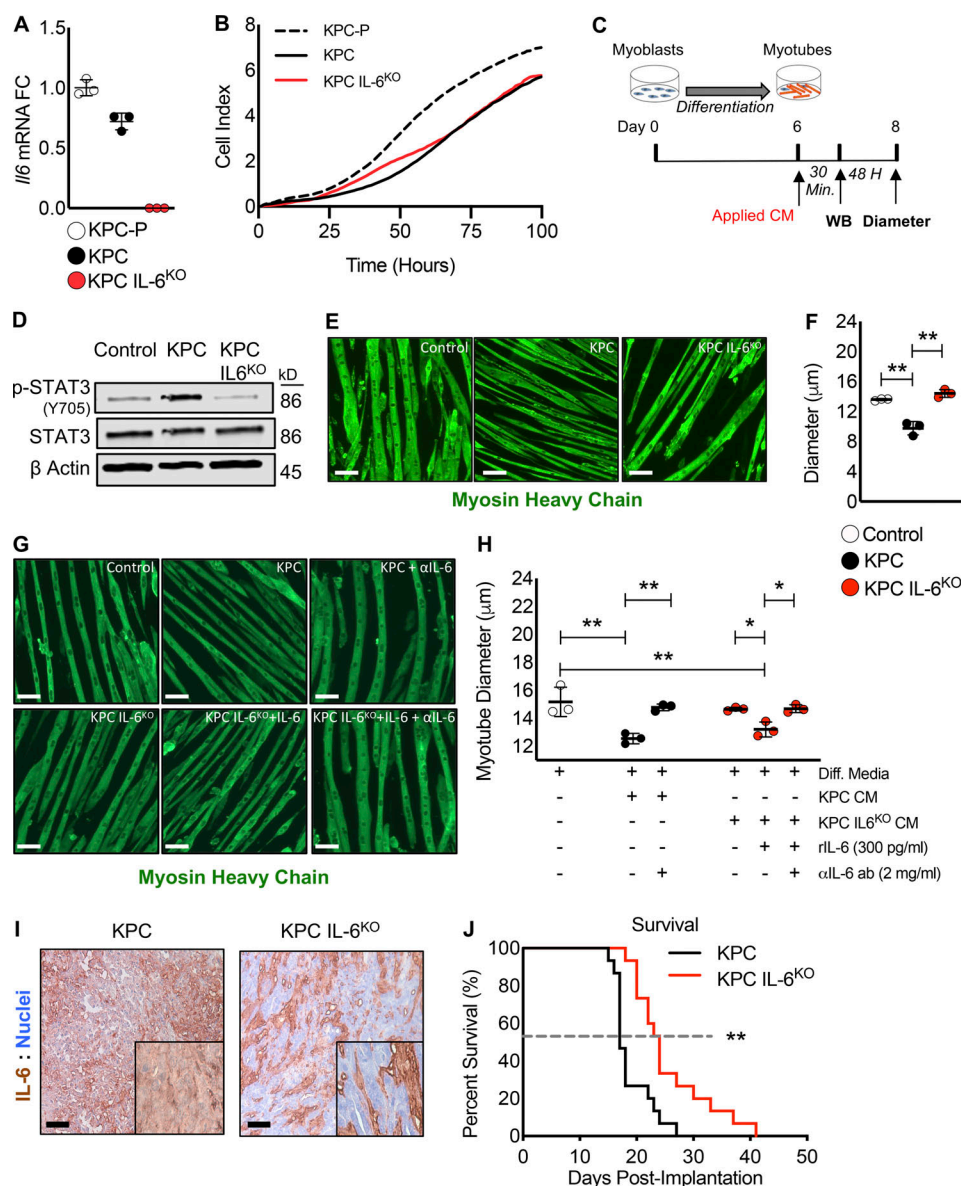 A
Il6 mRNA FC
1.5
1.0
0.5
0.0
KPC-P
KPC
KPC IL-6KO
B
Cell Index
8
6
4
2
0
0
25
50
75
100
Time (Hours)
KPC-P
KPC
KPC IL-6KO
C
Myoblasts
Myotubes
Differentiation
Day 0
6
8
30
Min.
48 H
Applied CM
WB
Diameter
D
Control
KPC
KPC
IL6KO
kD
p-STAT3
(Y705)
86
STAT3
86
β Actin
45
E
Control
KPC
KPC IL-6KO
Myosin Heavy Chain
F
Diameter (μm)
24
20
16
12
8
4
0
**
**
Control
KPC
KPC IL-6KO
G
Control
KPC
KPC + αIL-6
KPC IL-6KO
KPC IL-6KO+IL-6
KPC IL-6KO+IL-6 + αIL-6
Myosin Heavy Chain
H
Myotube Diameter (μm)
24
22
20
18
16
14
12
**
**
**
*
*
+ + + + + + Diff. Media
- + + - - - KPC CM
- - - + + + KPC IL6KO CM
- - - - + + rIL-6 (300 pg/ml)
- - + - - + αIL-6 ab (2 mg/ml)
I
KPC
KPC IL-6KO
IL-6 : Nuclei
J
Survival
KPC
KPC IL-6KO
Percent Survival (%)
100
80
60
40
20
0
**
0
10
20
30
40
50
Days Post-Implantation